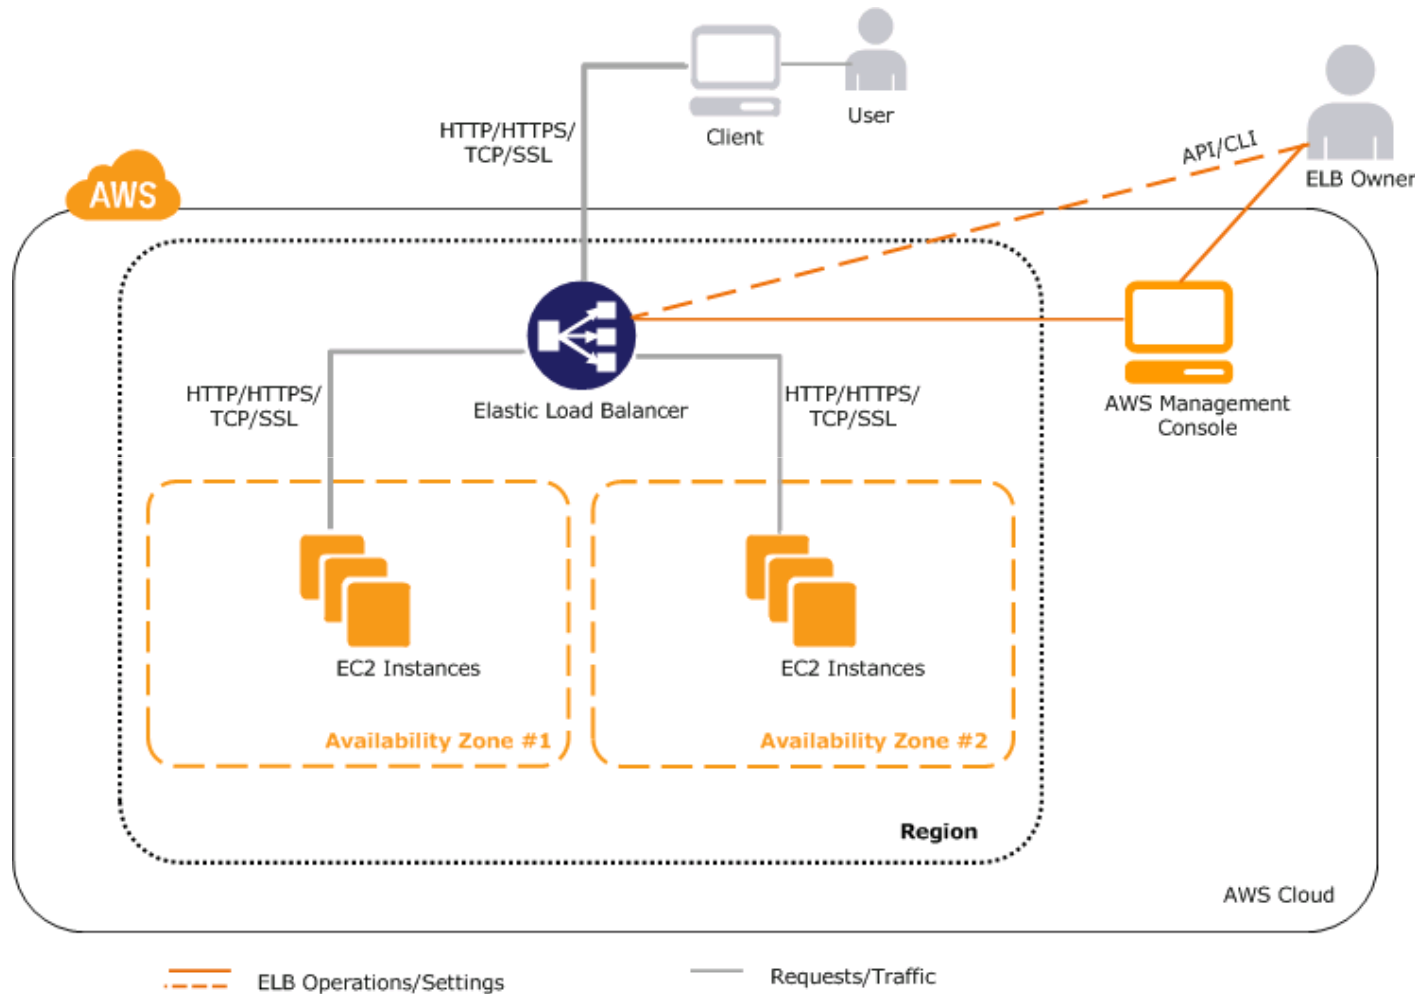 User
Client
HTTP/HTTPS/
TCP/SSL
API/CLI
ELB Owner
AWS
HTTP/HTTPS/
TCP/SSL
Elastic Load Balancer
HTTP/HTTPS/
TCP/SSL
AWS Management
Console
EC2 Instances
EC2 Instances
Availability Zone #1
Availability Zone #2
Region
AWS Cloud
ELB Operations/Settings
Requests/Traffic